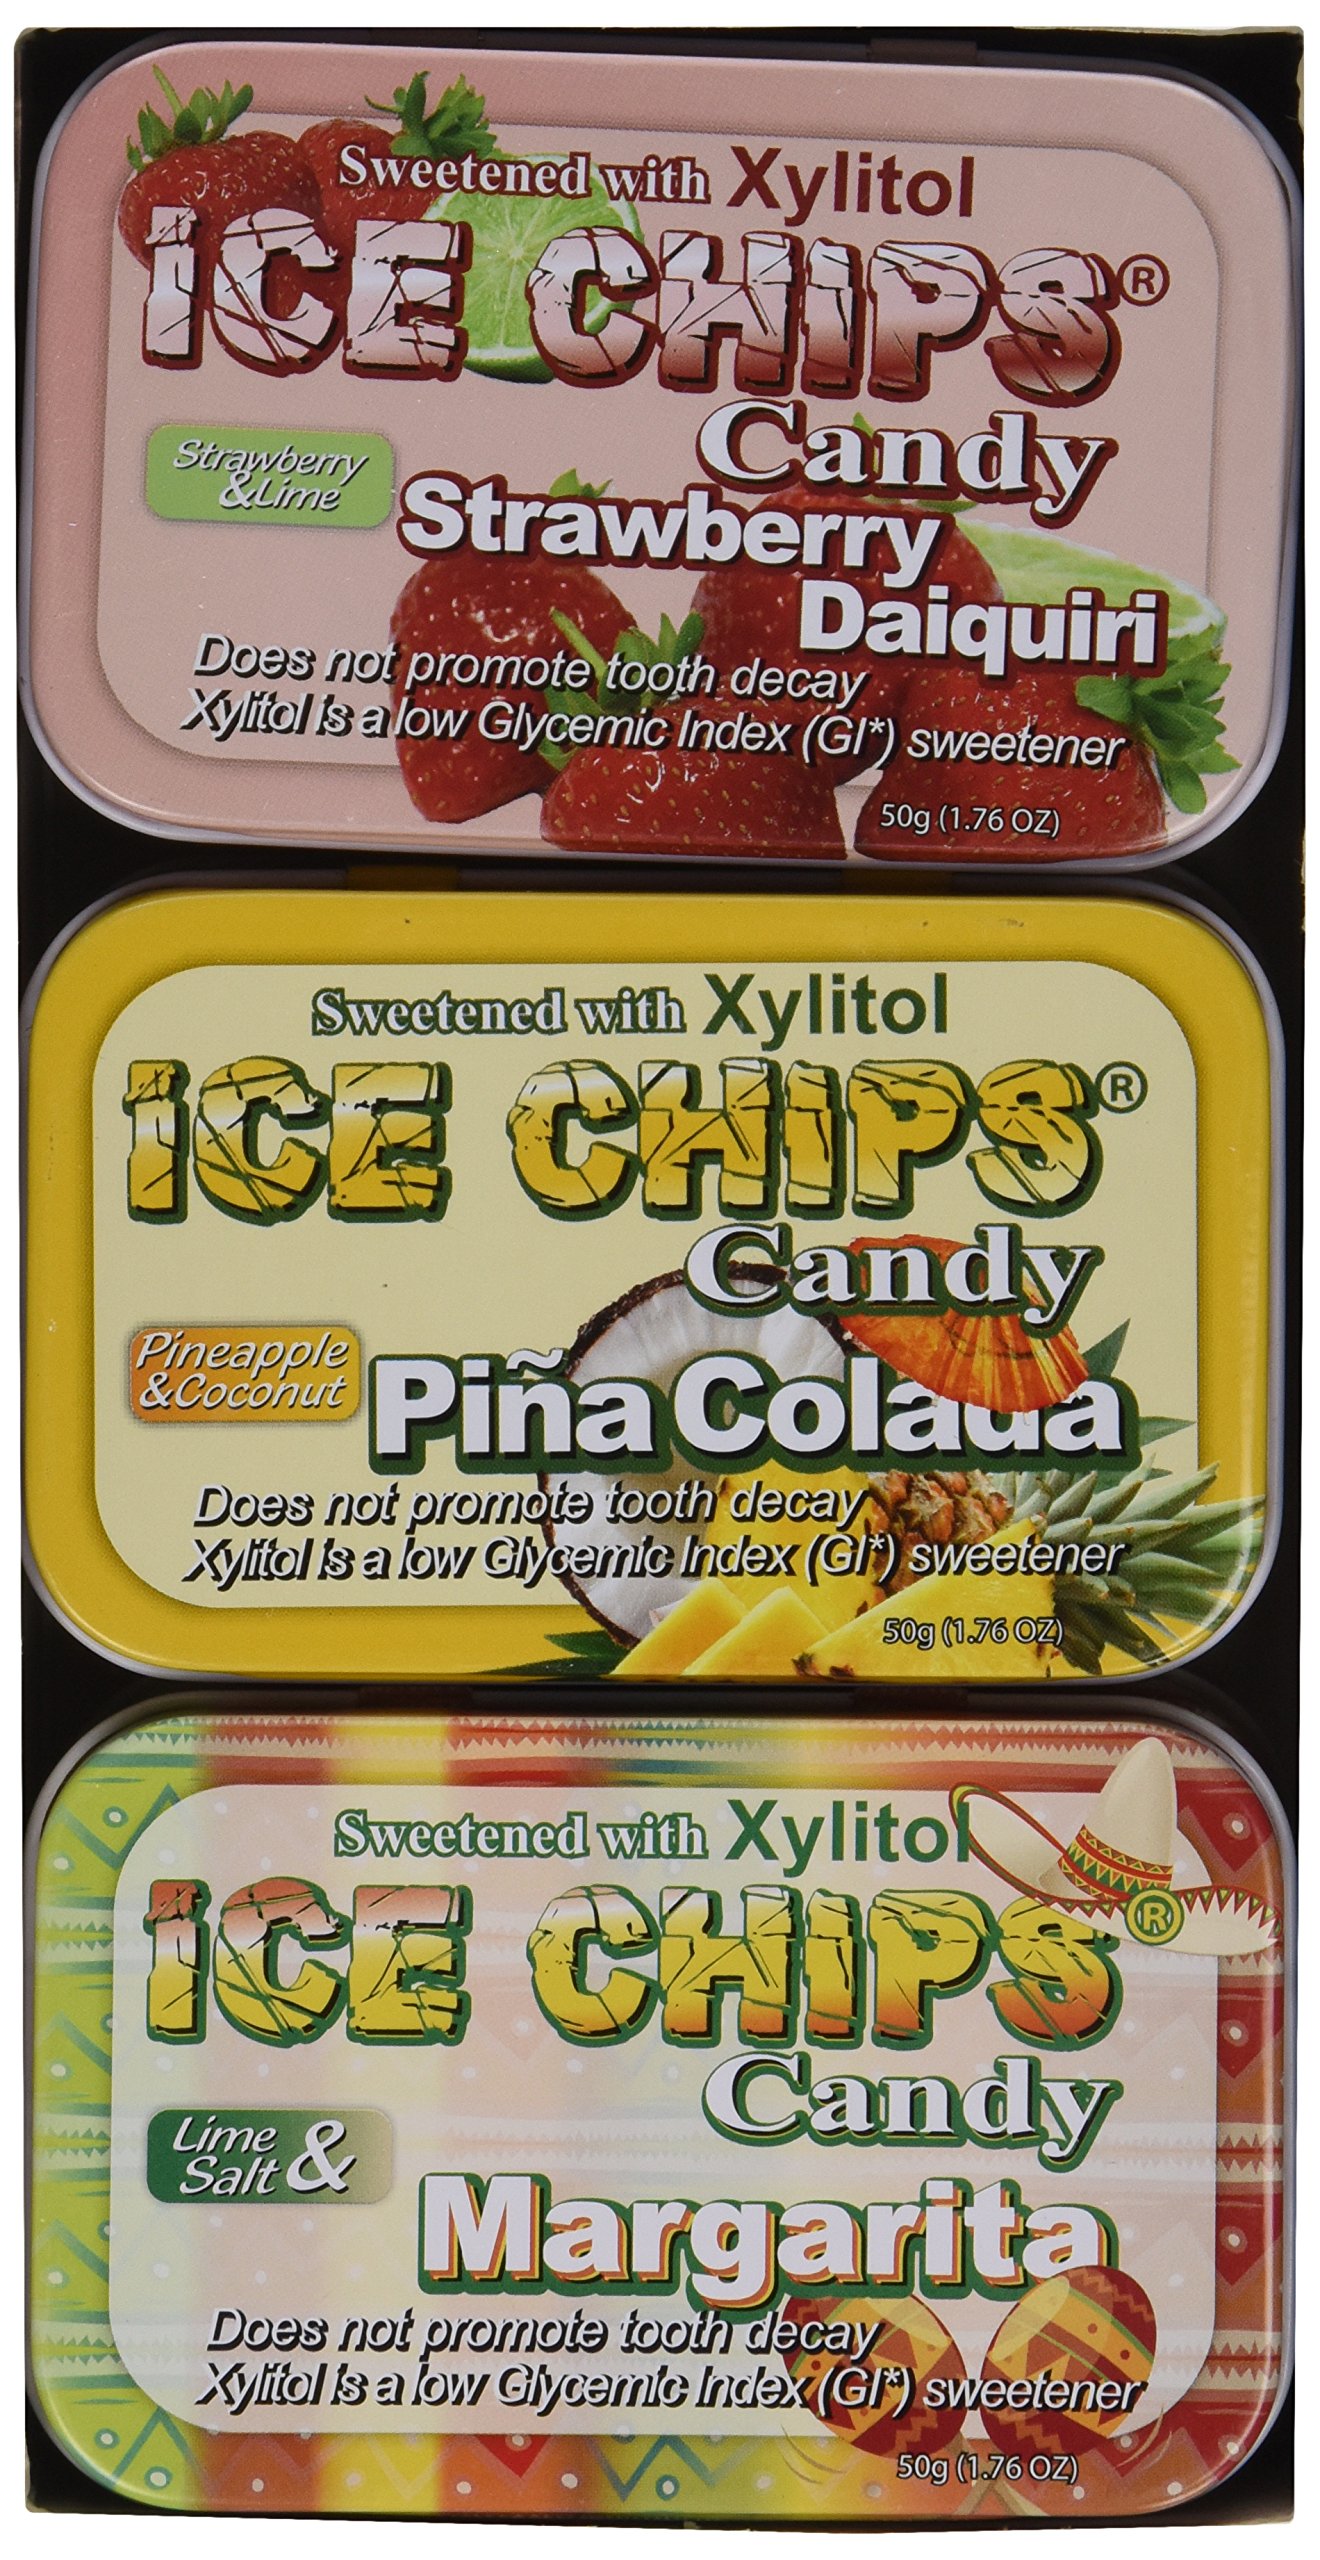 Sweetened with Xylitol
ICE CHIPS®
Candy
Strawberry
&Lime
Strawberry
Daiquiri
Does not promote tooth decay
Xylitol is a low Glycemic Index (GI*) sweetener
50g (1.76 OZ)
Sweetened with Xylitol
ICE CHIPS®
Candy
Pineapple
&Coconut
Piña Colada
Does not promote tooth decay
Xylitol is a low Glycemic Index (GI*) sweetener
50g (1.76 OZ)
Sweetened with Xylitol
ICE CHIPS®
Candy
Lime &
Salt
Margarita
Does not promote tooth decay
Xylitol is a low Glycemic Index (GI*) sweetener
50g (1.76 OZ)